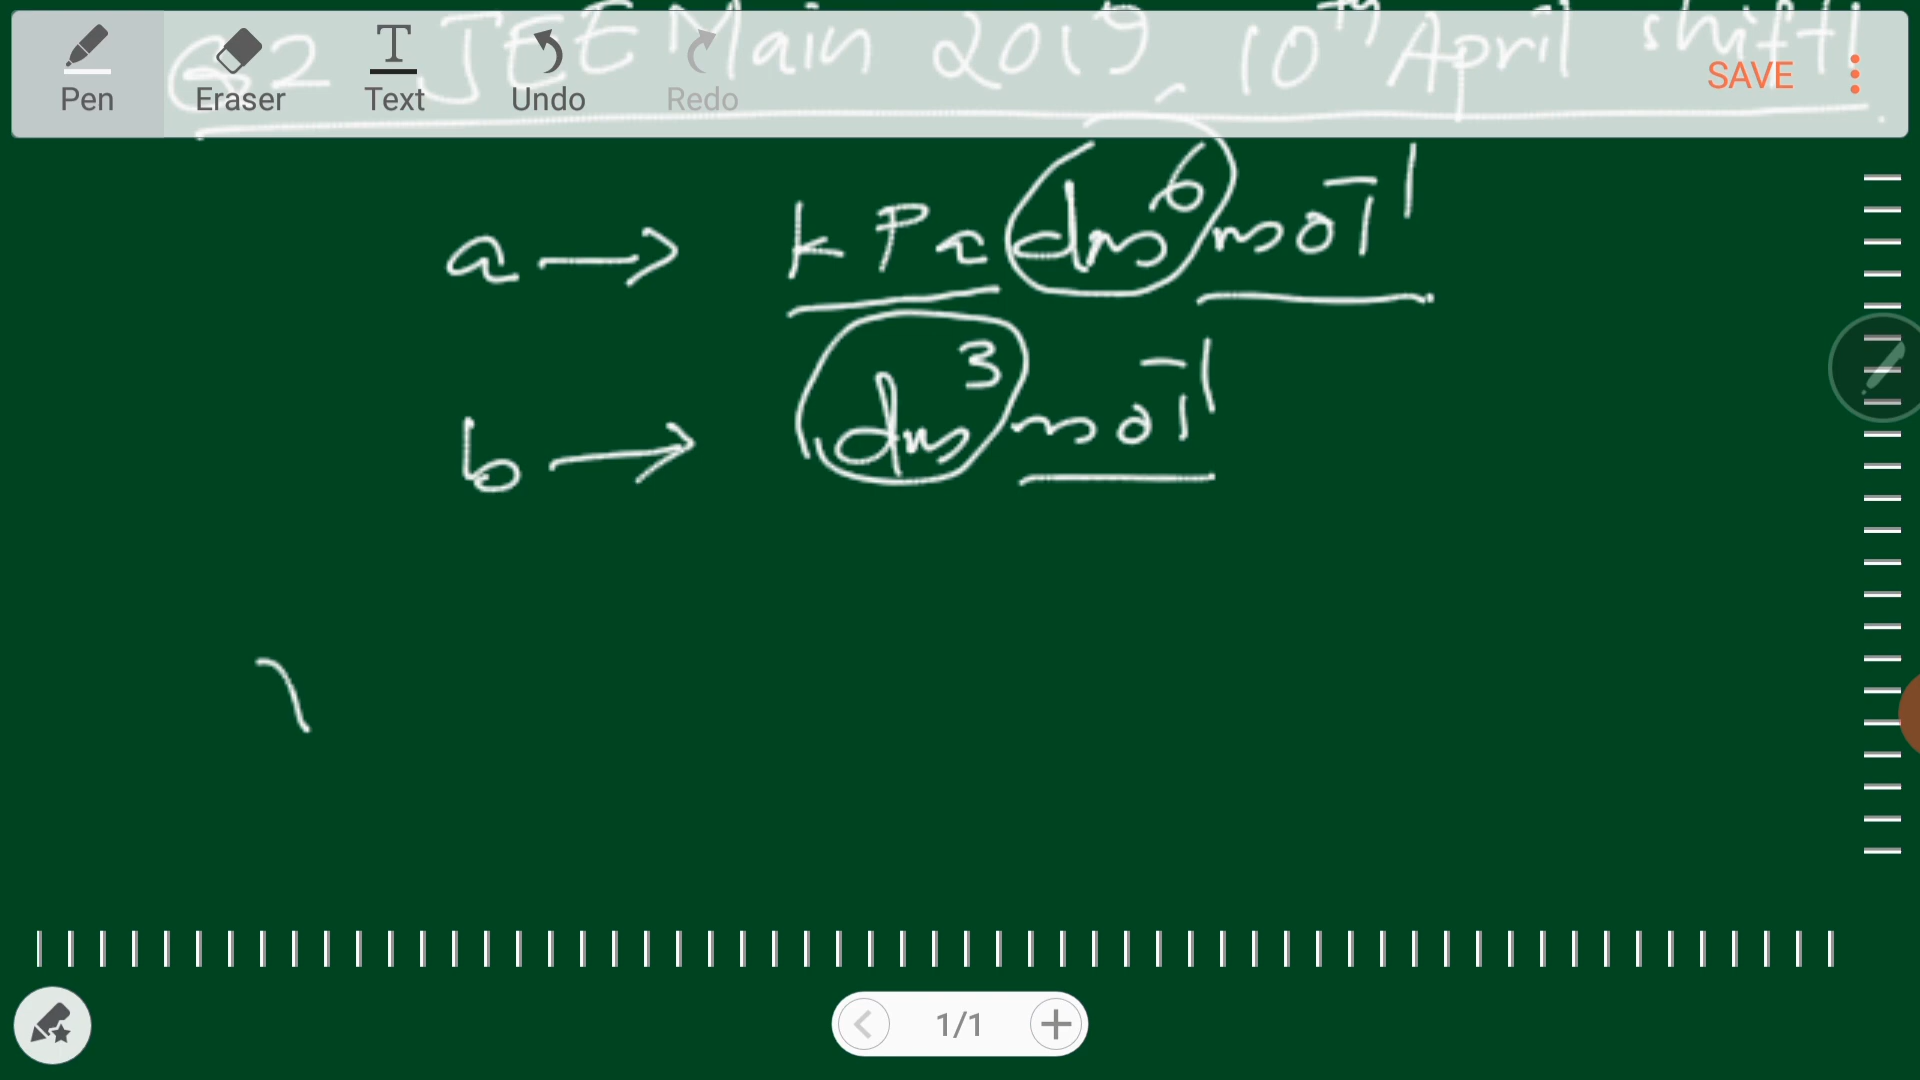 Q2 JEE Main 2019, 10th April shift I
Pen Eraser Text Undo Redo SAVE
a → kPa dm⁶ mol⁻¹
b → dm³ mol⁻¹
1/1